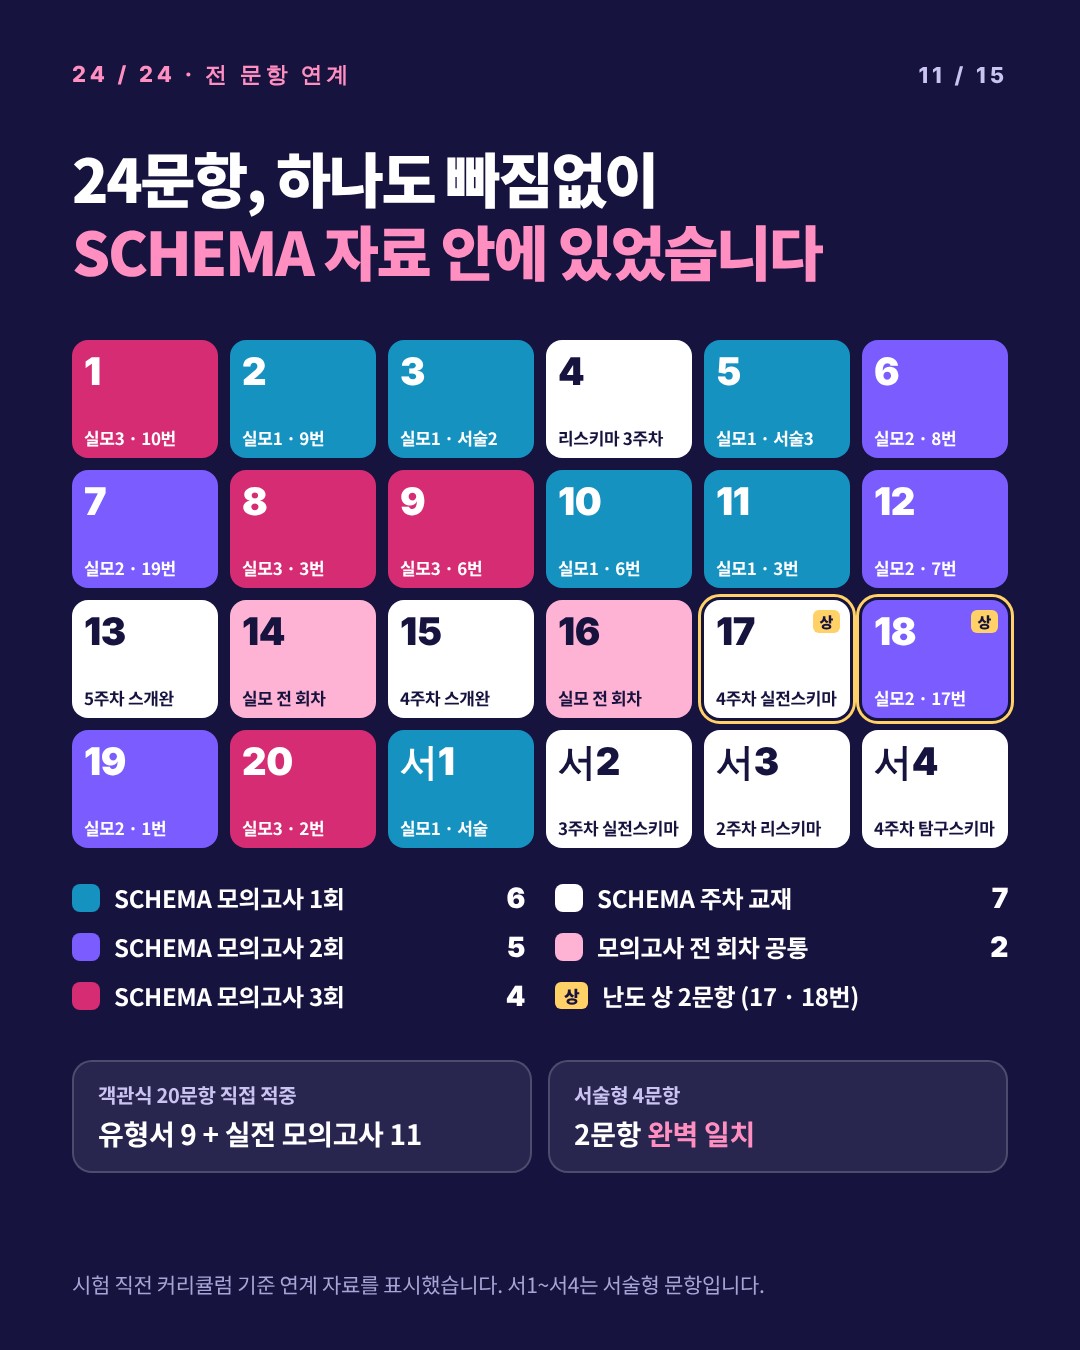 24 / 24 · 전 문항 연계
11 / 15
24문항, 하나도 빠짐없이
SCHEMA 자료 안에 있었습니다
1
실모3 · 10번
2
실모1 · 9번
3
실모1 · 서술2
4
리스키마 3주차
5
실모1 · 서술3
6
실모2 · 8번
7
실모2 · 19번
8
실모3 · 3번
9
실모3 · 6번
10
실모1 · 6번
11
실모1 · 3번
12
실모2 · 7번
13
5주차 스개완
14
실모 전 회차
15
4주차 스개완
16
실모 전 회차
17
상
4주차 실전스키마
18
상
실모2 · 17번
19
실모2 · 1번
20
실모3 · 2번
서1
실모1 · 서술
서2
3주차 실전스키마
서3
2주차 리스키마
서4
4주차 탐구스키마
SCHEMA 모의고사 1회 6
SCHEMA 주차 교재 7
SCHEMA 모의고사 2회 5
모의고사 전 회차 공통 2
SCHEMA 모의고사 3회 4
상 난도 상 2문항 (17 · 18번)
객관식 20문항 직접 적중
유형서 9 + 실전 모의고사 11
서술형 4문항
2문항 완벽 일치
시험 직전 커리큘럼 기준 연계 자료를 표시했습니다. 서1~서4는 서술형 문항입니다.